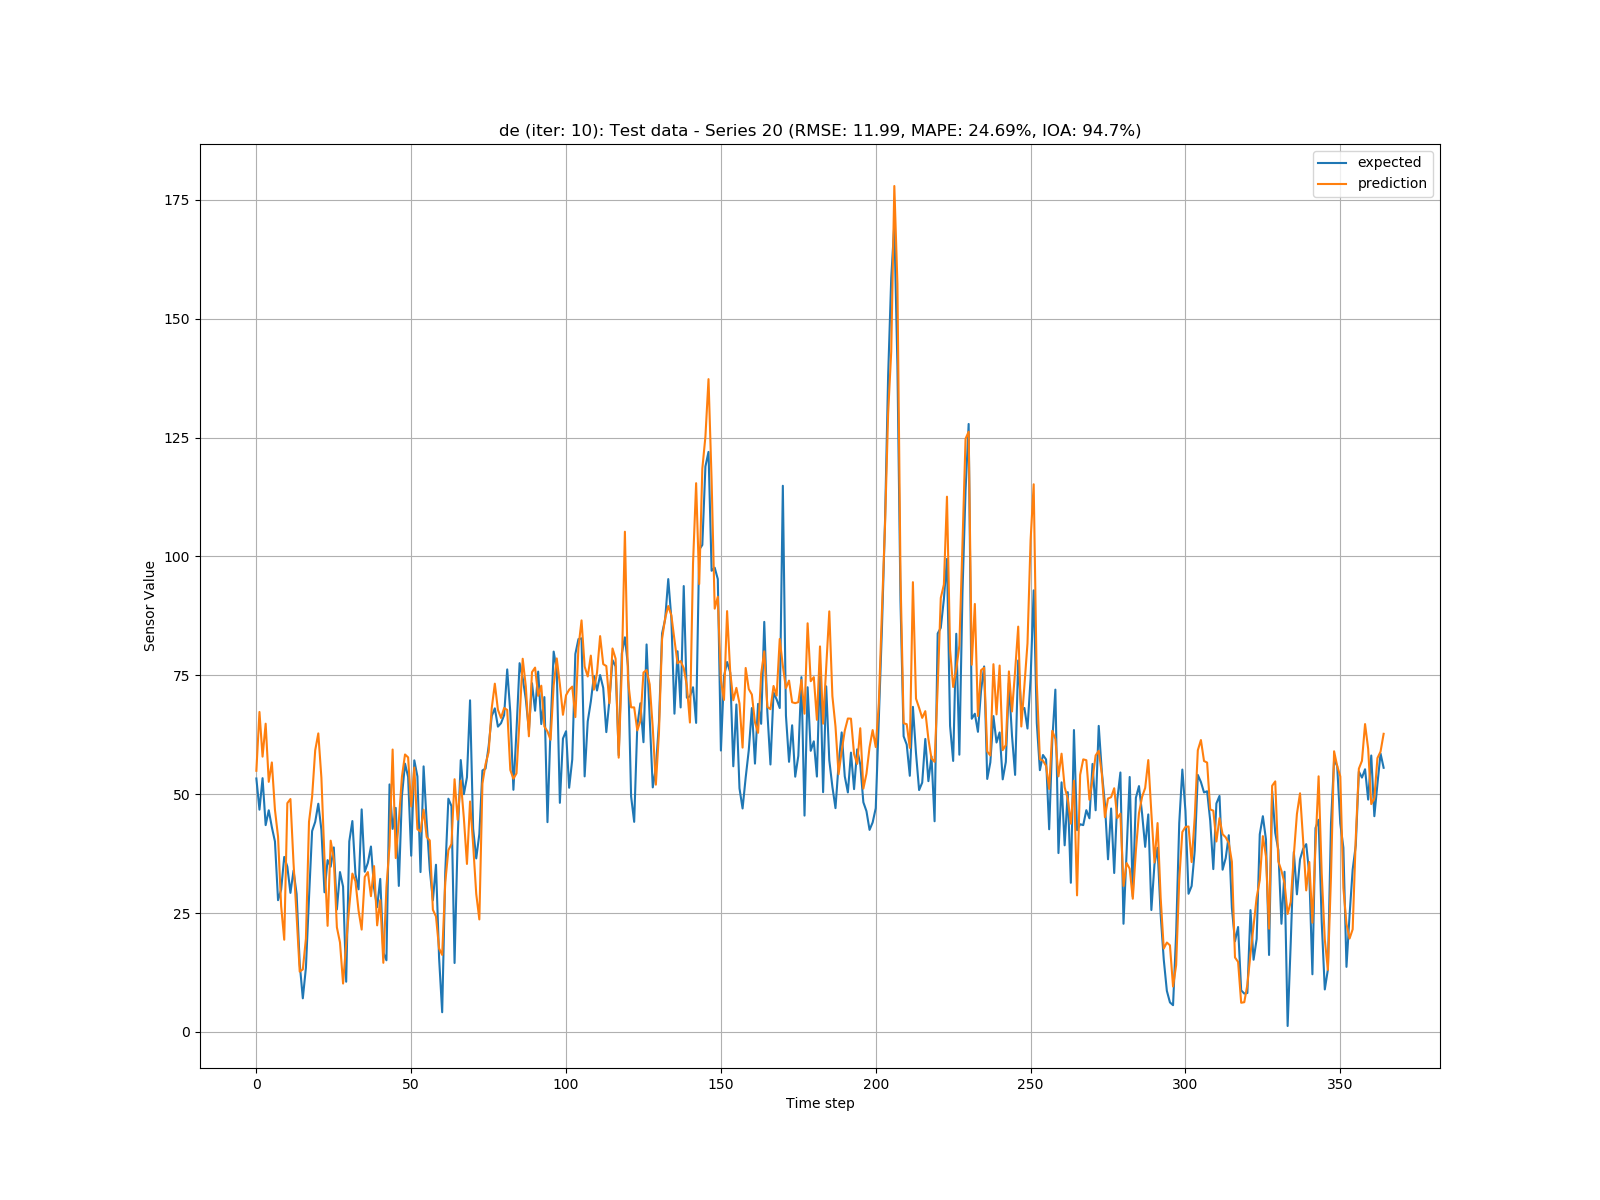 de (iter: 10): Test data - Series 20 (RMSE: 11.99, MAPE: 24.69%, IOA: 94.7%)
expected
prediction
175
150
125
100
75
50
25
0
Sensor Value
0 50 100 150 200 250 300 350
Time step